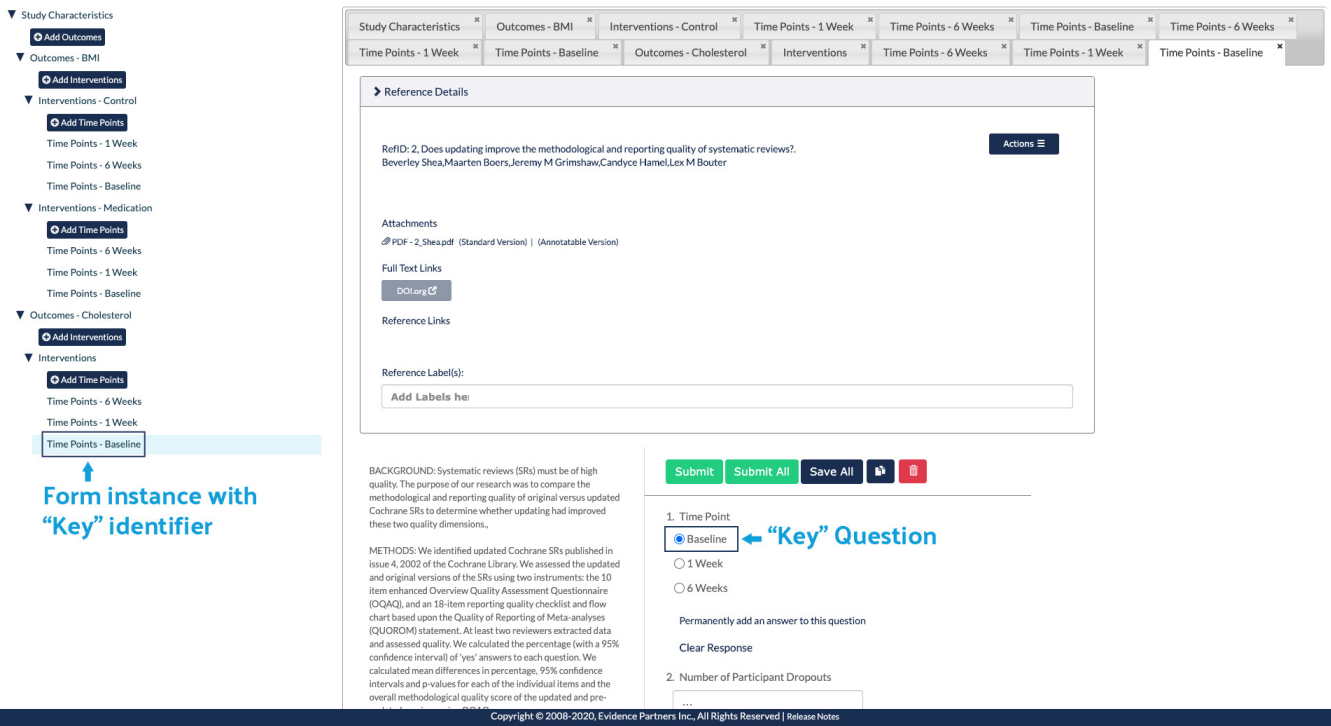 Study Characteristics
Add Outcomes
Outcomes - BMI
Add Interventions
Interventions - Control
Add Time Points
Time Points - 1 Week
Time Points - 6 Weeks
Time Points - Baseline
Interventions - Medication
Add Time Points
Time Points - 6 Weeks
Time Points - 1 Week
Time Points - Baseline
Outcomes - Cholesterol
Add Interventions
Interventions
Add Time Points
Time Points - 6 Weeks
Time Points - 1 Week
Time Points - Baseline
Form instance with
“Key” identifier
Study Characteristics Outcomes - BMI Interventions - Control Time Points - 1 Week Time Points - 6 Weeks Time Points - Baseline Time Points - 6 Weeks
Time Points - 1 Week Time Points - Baseline Outcomes - Cholesterol Interventions Time Points - 6 Weeks Time Points - 1 Week Time Points - Baseline
Reference Details
RefID: 2, Does updating improve the methodological and reporting quality of systematic reviews?.
Beverley Shea,Maarten Boers,Jeremy M Grimshaw,Candyce Hamel,Lex M Bouter
Actions
Attachments
PDF - 2_Shea.pdf (Standard Version) | (Annotatable Version)
Full Text Links
DOI.org
Reference Links
Reference Label(s):
Add Labels he
BACKGROUND: Systematic reviews (SRs) must be of high
quality. The purpose of our research was to compare the
methodological and reporting quality of original versus updated
Cochrane SRs to determine whether updating had improved
these two quality dimensions.,
METHODS: We identified updated Cochrane SRs published in
issue 4, 2002 of the Cochrane Library. We assessed the updated
and original versions of the SRs using two instruments: the 10
item enhanced Overview Quality Assessment Questionnaire
(OQAQ), and an 18-item reporting quality checklist and flow
chart based upon the Quality of Reporting of Meta-analyses
(QUOROM) statement. At least two reviewers extracted data
and assessed quality. We calculated the percentage (with a 95%
confidence interval) of 'yes' answers to each question. We
calculated mean differences in percentage, 95% confidence
intervals and p-values for each of the individual items and the
overall methodological quality score of the updated and pre-
Submit Submit All Save All
1. Time Point
Baseline
“Key” Question
1 Week
6 Weeks
Permanently add an answer to this question
Clear Response
2. Number of Participant Dropouts
...
Copyright © 2008-2020, Evidence Partners Inc., All Rights Reserved | Release Notes